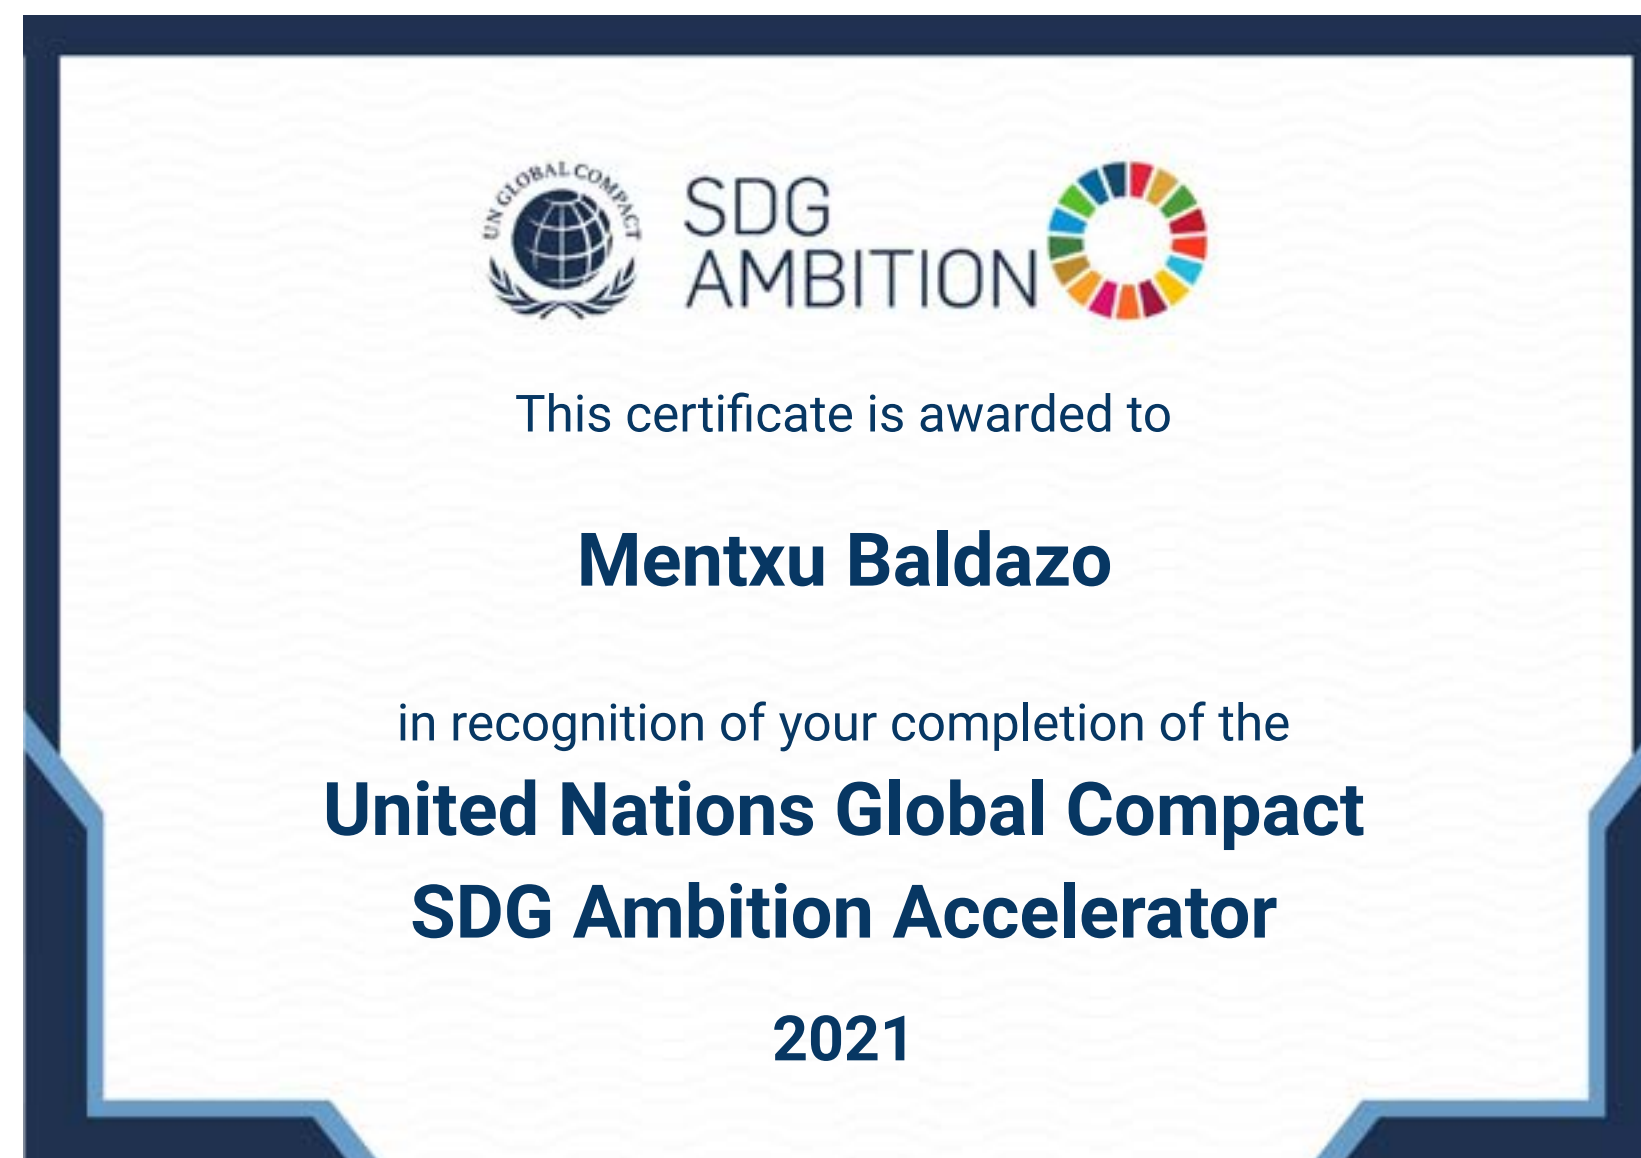 UN GLOBAL COMPACT
SDG
AMBITION
This certificate is awarded to
Mentxu Baldazo
in recognition of your completion of the
United Nations Global Compact
SDG Ambition Accelerator
2021